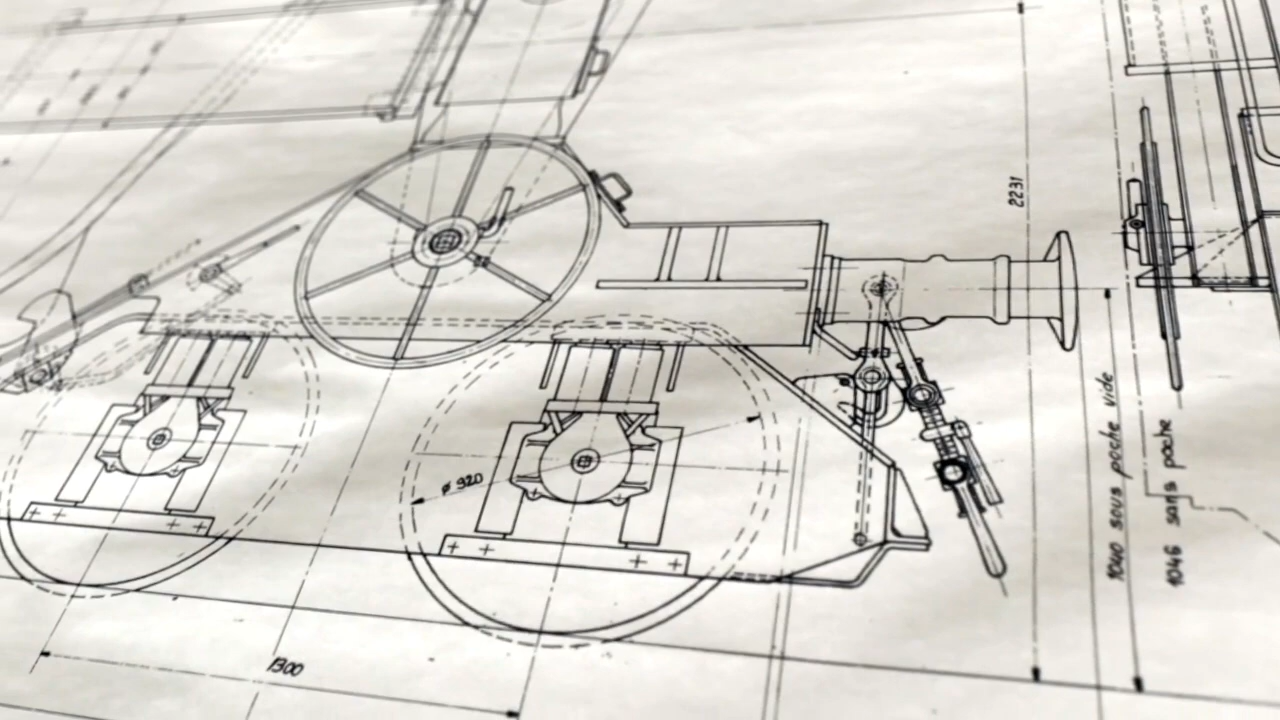 2231
1040 sous poche vide
1046 sans poche
ø 920
1300